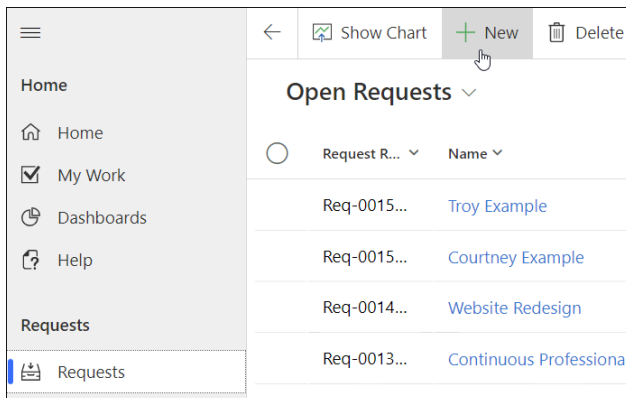 Show Chart
New
Delete
Home
Open Requests
Home
Request R...
Name
My Work
Req-0015...
Troy Example
Dashboards
Req-0015...
Courtney Example
Help
Req-0014...
Website Redesign
Requests
Req-0013...
Continuous Professiona
Requests